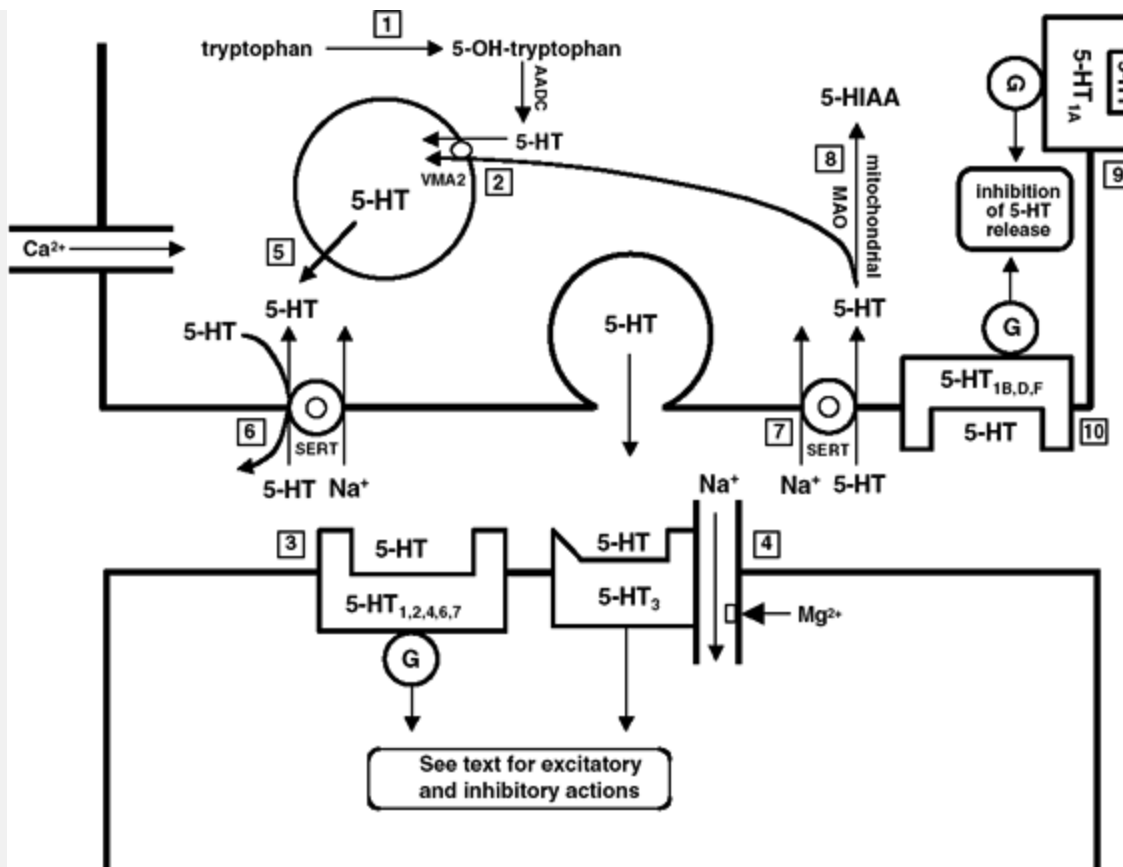 1
tryptophan
5-OH-tryptophan
AADC
5-HT
VMA2
2
5-HT
5
5-HT
Ca²⁺
5-HT
6
SERT
5-HT Na⁺
5-HT
5-HIAA
8
MAO
mitochondrial
5-HT
7
SERT
Na⁺ 5-HT
G
5-HT₁A
9
inhibition
of 5-HT
release
G
5-HT₁B,D,F
5-HT
10
3
5-HT
5-HT₁,₂,₄,₆,₇
G
5-HT
5-HT₃
Na⁺
4
Mg²⁺
See text for excitatory
and inhibitory actions